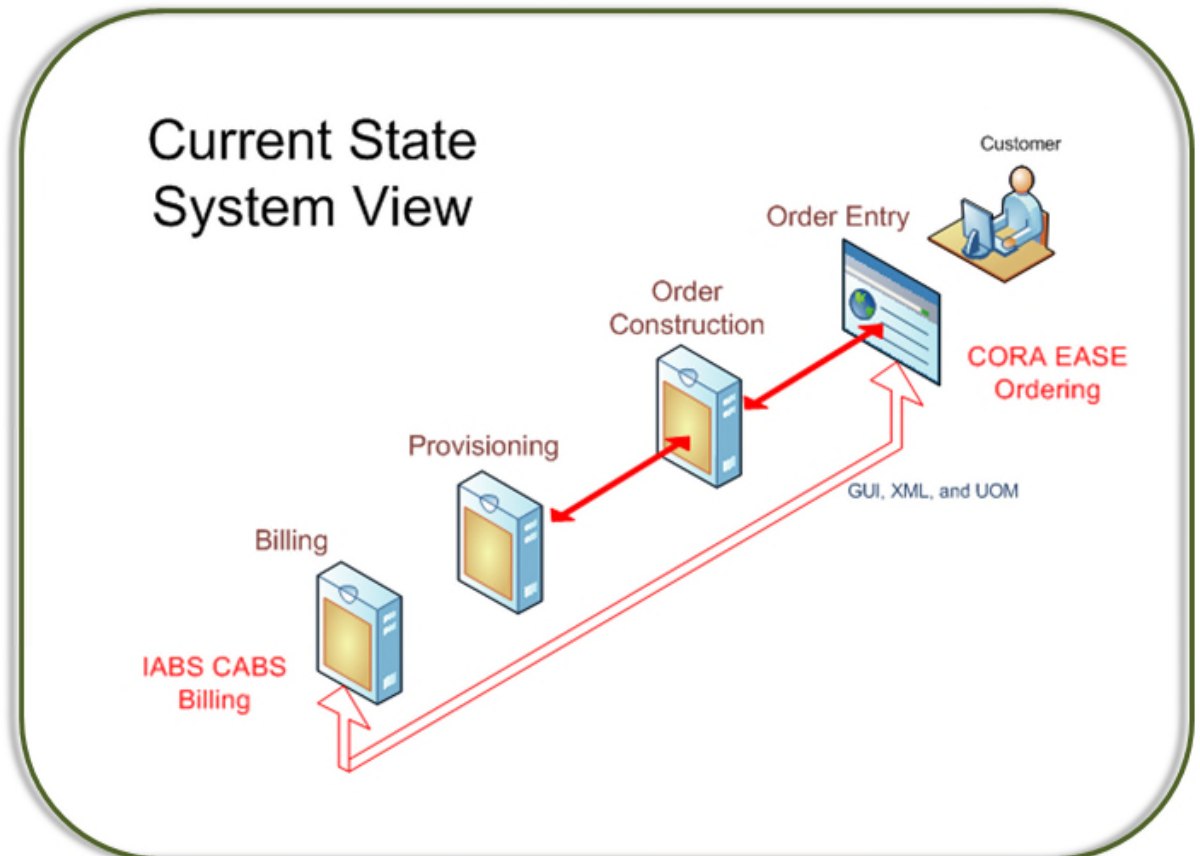 Current State
System View
Customer
Order Entry
Order
Construction
CORA EASE
Ordering
Provisioning
GUI, XML, and UOM
Billing
IABS CABS
Billing